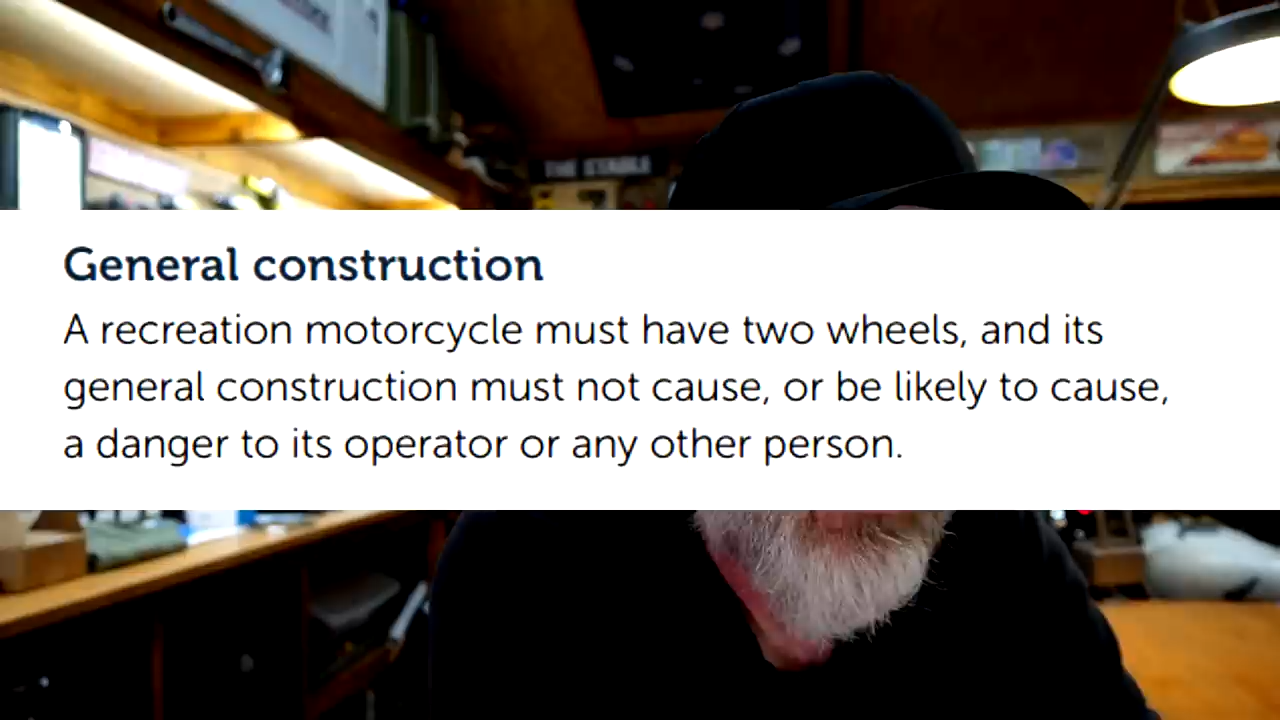 THE STABLE
General construction
A recreation motorcycle must have two wheels, and its
general construction must not cause, or be likely to cause,
a danger to its operator or any other person.